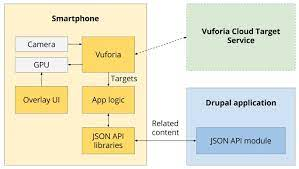 Smartphone
Camera
GPU
Vuforia
Targets
Overlay UI
App logic
JSON API
libraries
Vuforia Cloud Target
Service
Related
content
Drupal application
JSON API module